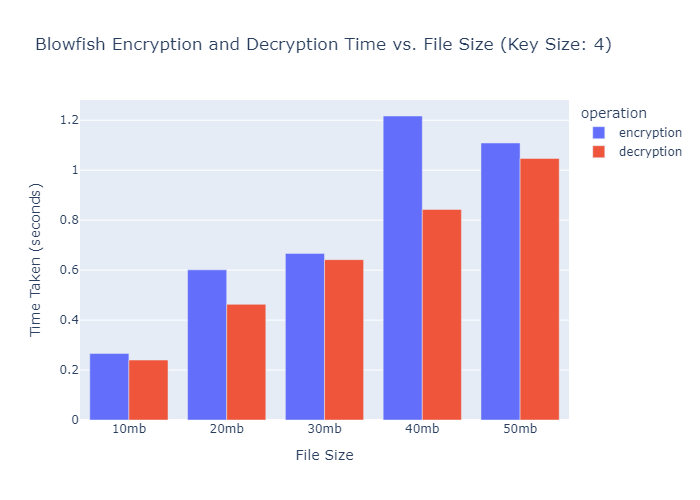 Blowfish Encryption and Decryption Time vs. File Size (Key Size: 4)
operation
encryption
decryption
Time Taken (seconds)
1.2
1
0.8
0.6
0.4
0.2
0
10mb
20mb
30mb
40mb
50mb
File Size